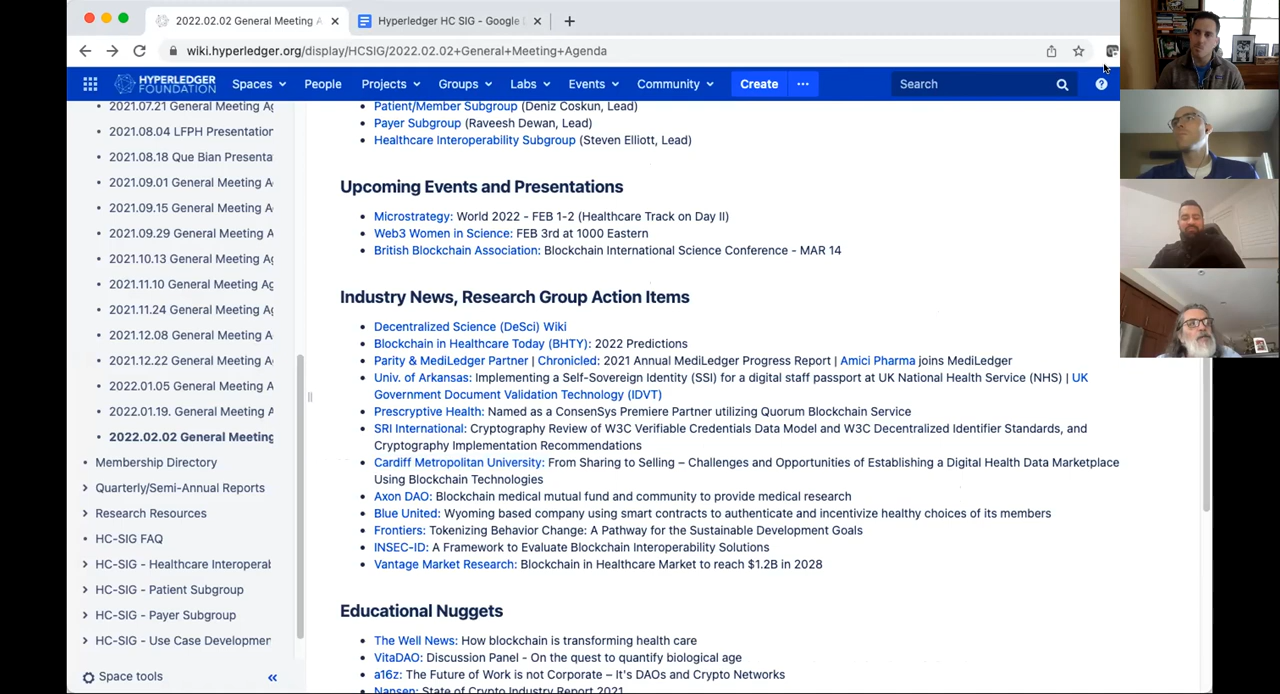 2022.02.02 General Meeting A
Hyperledger HC SIG - Google
wiki.hyperledger.org/display/HCSIG/2022.02.02+General+Meeting+Agenda
HYPERLEDGER FOUNDATION Spaces People Projects Groups Labs Events Community Create ... Search
2021.07.21 General Meeting Ag
2021.08.04 LFPH Presentation
2021.08.18 Que Bian Presenta
2021.09.01 General Meeting Ag
2021.09.15 General Meeting Ag
2021.09.29 General Meeting Ag
2021.10.13 General Meeting Ag
2021.11.10 General Meeting Ag
2021.11.24 General Meeting Ag
2021.12.08 General Meeting Ag
2021.12.22 General Meeting Ag
2022.01.05 General Meeting A
2022.01.19. General Meeting A
2022.02.02 General Meeting
Membership Directory
Quarterly/Semi-Annual Reports
Research Resources
HC-SIG FAQ
HC-SIG - Healthcare Interoperab
HC-SIG - Patient Subgroup
HC-SIG - Payer Subgroup
HC-SIG - Use Case Developmen
Space tools
Patient/Member Subgroup (Deniz Coskun, Lead)
Payer Subgroup (Raveesh Dewan, Lead)
Healthcare Interoperability Subgroup (Steven Elliott, Lead)
Upcoming Events and Presentations
Microstrategy: World 2022 - FEB 1-2 (Healthcare Track on Day II)
Web3 Women in Science: FEB 3rd at 1000 Eastern
British Blockchain Association: Blockchain International Science Conference - MAR 14
Industry News, Research Group Action Items
Decentralized Science (DeSci) Wiki
Blockchain in Healthcare Today (BHTY): 2022 Predictions
Parity & MediLedger Partner | Chronicled: 2021 Annual MediLedger Progress Report | Amici Pharma joins MediLedger
Univ. of Arkansas: Implementing a Self-Sovereign Identity (SSI) for a digital staff passport at UK National Health Service (NHS) | UK
Government Document Validation Technology (IDVT)
Prescryptive Health: Named as a ConsenSys Premiere Partner utilizing Quorum Blockchain Service
SRI International: Cryptography Review of W3C Verifiable Credentials Data Model and W3C Decentralized Identifier Standards, and
Cryptography Implementation Recommendations
Cardiff Metropolitan University: From Sharing to Selling – Challenges and Opportunities of Establishing a Digital Health Data Marketplace
Using Blockchain Technologies
Axon DAO: Blockchain medical mutual fund and community to provide medical research
Blue United: Wyoming based company using smart contracts to authenticate and incentivize healthy choices of its members
Frontiers: Tokenizing Behavior Change: A Pathway for the Sustainable Development Goals
INSEC-ID: A Framework to Evaluate Blockchain Interoperability Solutions
Vantage Market Research: Blockchain in Healthcare Market to reach $1.2B in 2028
Educational Nuggets
The Well News: How blockchain is transforming health care
VitaDAO: Discussion Panel - On the quest to quantify biological age
a16z: The Future of Work is not Corporate – It's DAOs and Crypto Networks
Nansen: State of Crypto Industry Report 2021